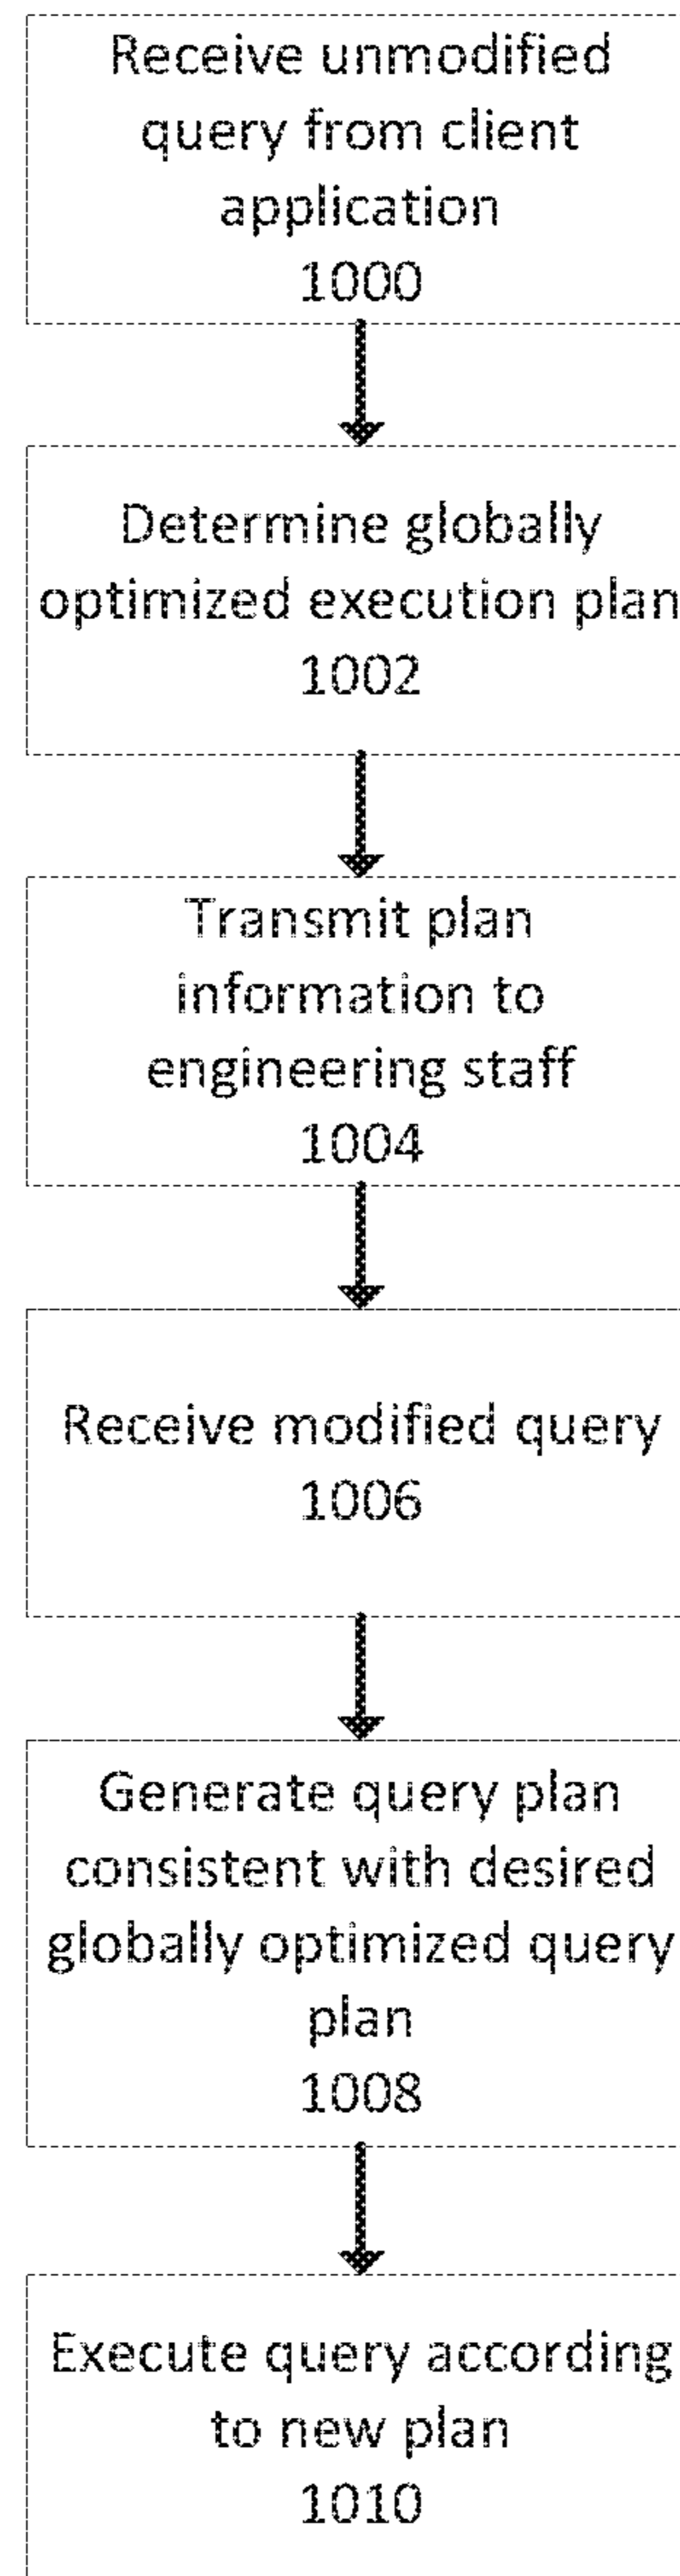 Receive unmodified
query from client
application
1000
Determine globally
optimized execution plan
1002
Transmit plan
information to
engineering staff
1004
Receive modified query
1006
Generate query plan
consistent with desired
globally optimized query
plan
1008
Execute query according
to new plan
1010